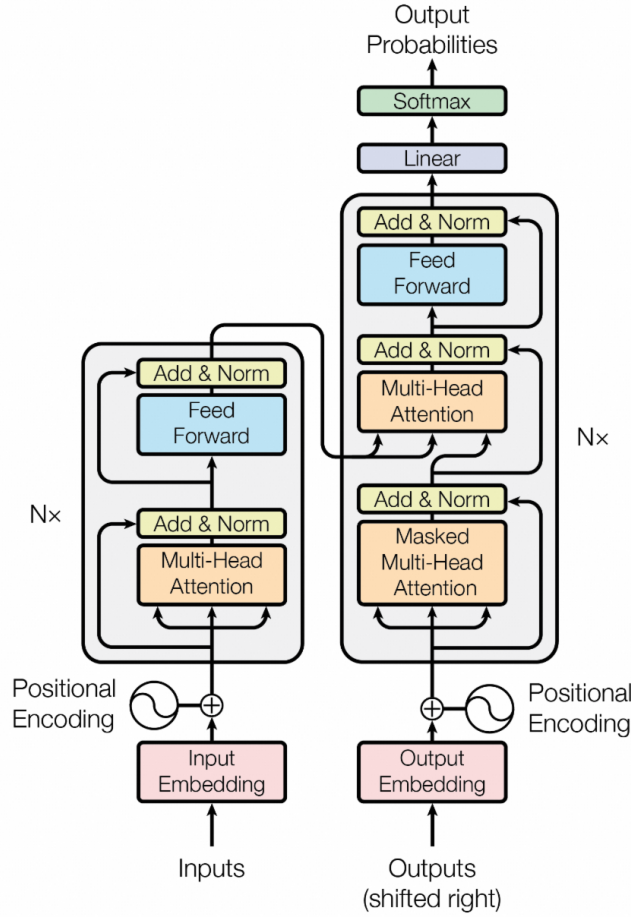 Output
Probabilities
Softmax
Linear
Add & Norm
Feed
Forward
Add & Norm
Multi-Head
Attention
Add & Norm
Masked
Multi-Head
Attention
Nx
Add & Norm
Feed
Forward
Add & Norm
Multi-Head
Attention
Nx
Positional
Encoding
Positional
Encoding
Input
Embedding
Output
Embedding
Inputs
Outputs
(shifted right)